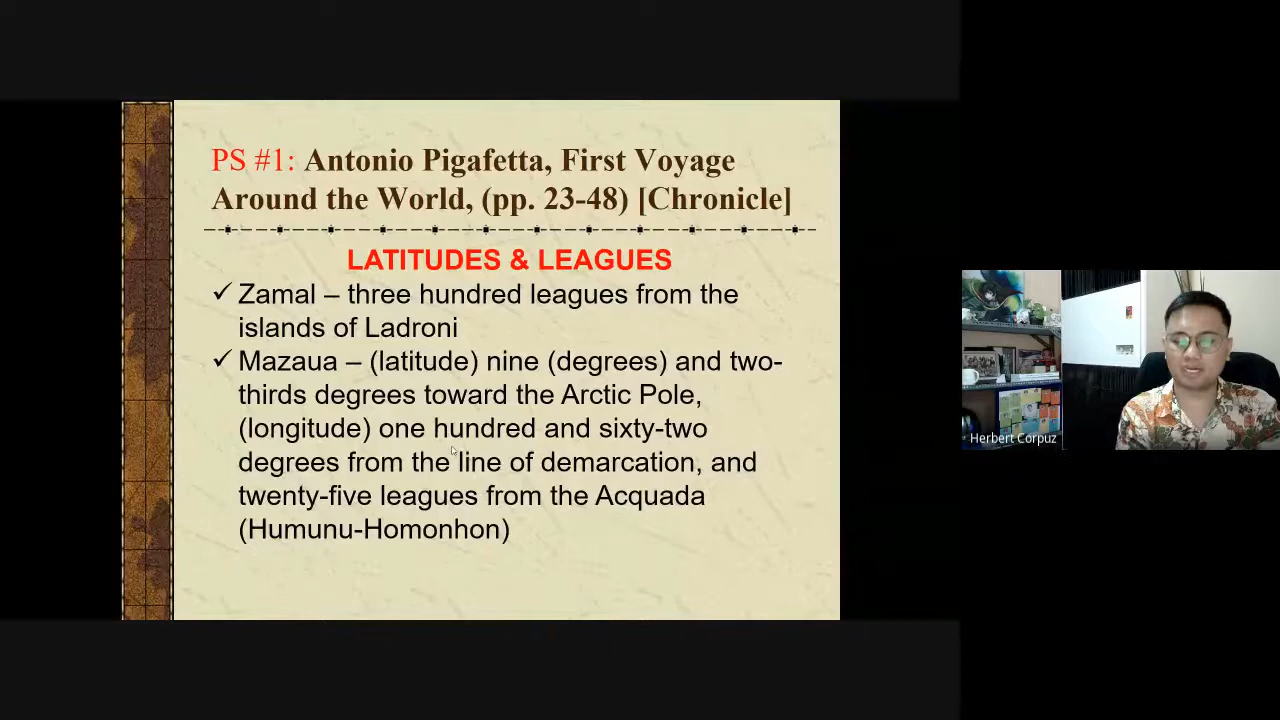 PS #1: Antonio Pigafetta, First Voyage
Around the World, (pp. 23-48) [Chronicle]
LATITUDES & LEAGUES
✓ Zamal – three hundred leagues from the
islands of Ladroni
✓ Mazaua – (latitude) nine (degrees) and two-
thirds degrees toward the Arctic Pole,
(longitude) one hundred and sixty-two
degrees from the line of demarcation, and
twenty-five leagues from the Acquada
(Humunu-Homonhon)
Herbert Corpuz